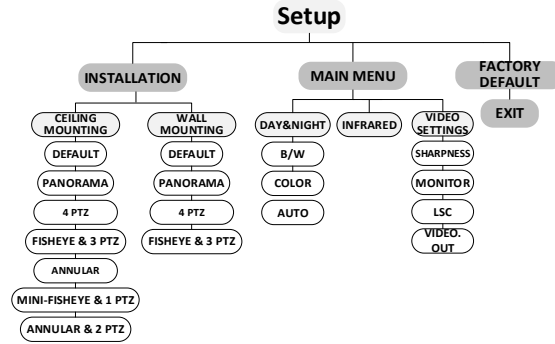 Setup
INSTALLATION
MAIN MENU
FACTORY
DEFAULT
EXIT
CEILING
MOUNTING
DEFAULT
PANORAMA
4 PTZ
FISHEYE & 3 PTZ
ANNULAR
MINI-FISHEYE & 1 PTZ
ANNULAR & 2 PTZ
WALL
MOUNTING
DEFAULT
PANORAMA
4 PTZ
FISHEYE & 3 PTZ
DAY&NIGHT
B/W
COLOR
AUTO
INFRARED
VIDEO
SETTINGS
SHARPNESS
MONITOR
LSC
VIDEO.
OUT